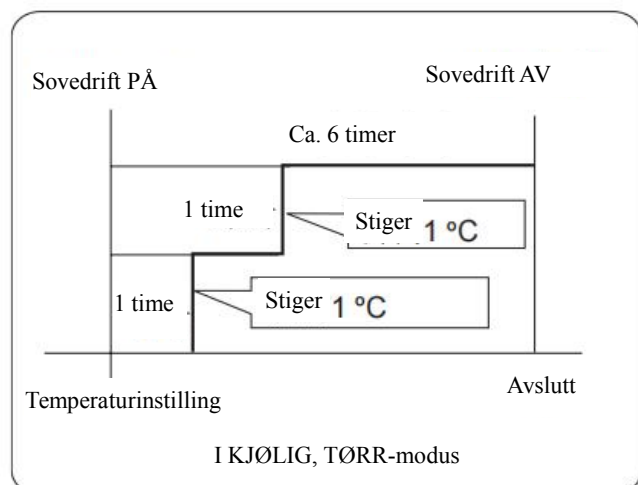 Sovedrift PÅ
Sovedrift AV
Ca. 6 timer
1 time
Stiger 1 ºC
1 time
Stiger 1 ºC
Temperaturinstilling
Avslutt
I KJØLIG, TØRR-modus